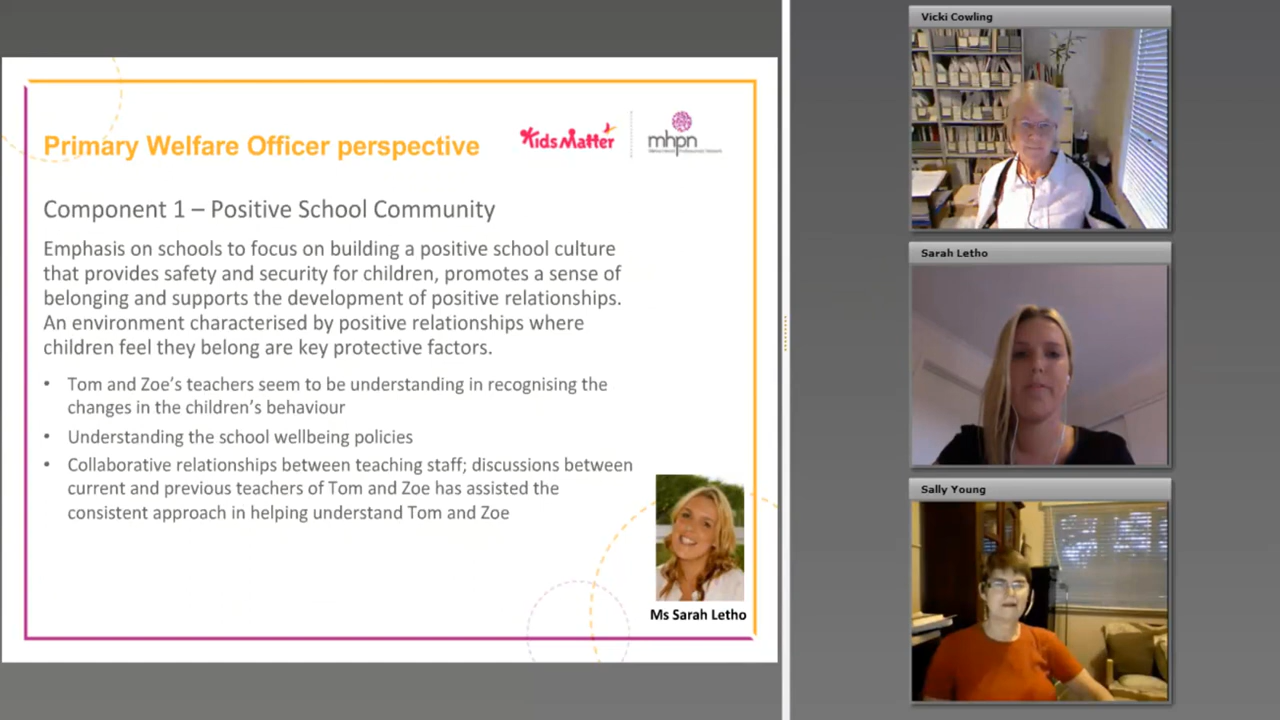 Primary Welfare Officer perspective
KidsMatter
mhpn
Component 1 – Positive School Community
Emphasis on schools to focus on building a positive school culture
that provides safety and security for children, promotes a sense of
belonging and supports the development of positive relationships.
An environment characterised by positive relationships where
children feel they belong are key protective factors.
• Tom and Zoe's teachers seem to be understanding in recognising the
changes in the children's behaviour
• Understanding the school wellbeing policies
• Collaborative relationships between teaching staff; discussions between
current and previous teachers of Tom and Zoe has assisted the
consistent approach in helping understand Tom and Zoe
Ms Sarah Letho
Vicki Cowling
Sarah Letho
Sally Young